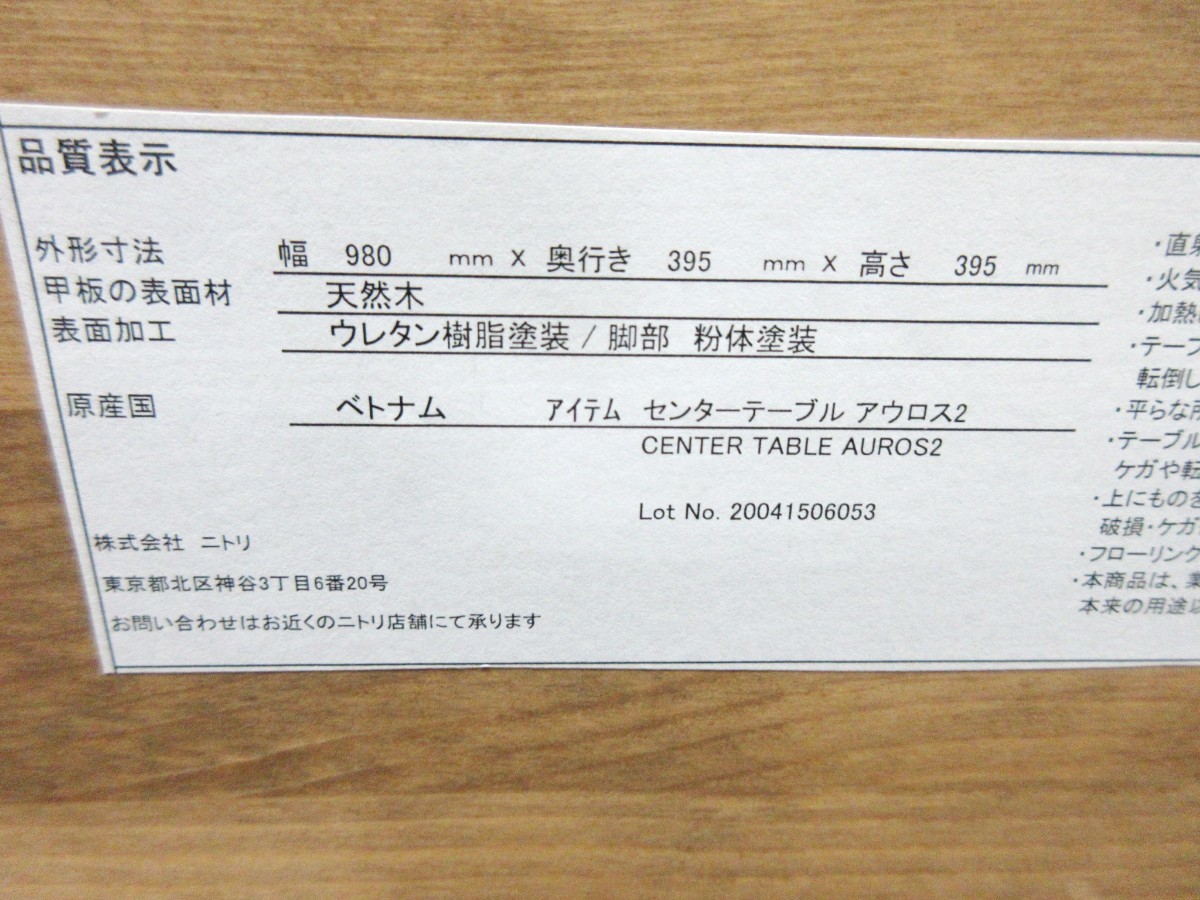 品質表示
外形寸法 幅 980 mm X 奥行き 395 mm X 高さ 395 mm
甲板の表面材 天然木
表面加工 ウレタン樹脂塗装 / 脚部 粉体塗装
原産国 ベトナム アイテム センターテーブル アウロス2
CENTER TABLE AUROS2
Lot No. 20041506053
株式会社 ニトリ
東京都北区神谷3丁目6番20号
お問い合わせはお近くのニトリ店舗にて承ります
・直
・火気
・加熱
・テーブ
転倒し
・平らな
・テーブル
ケガや転
・上にものを
破損・ケガ
・フローリング
・本商品は、業
本来の用途以